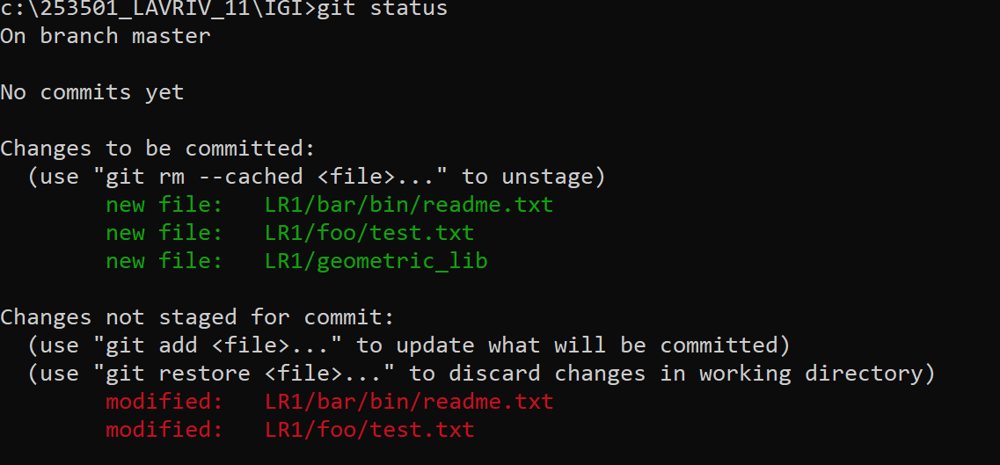 c:\253501_LAVRIV_11\IGI>git status
On branch master
No commits yet
Changes to be committed:
  (use "git rm --cached <file>..." to unstage)
        new file:   LR1/bar/bin/readme.txt
        new file:   LR1/foo/test.txt
        new file:   LR1/geometric_lib
Changes not staged for commit:
  (use "git add <file>..." to update what will be committed)
  (use "git restore <file>..." to discard changes in working directory)
        modified:   LR1/bar/bin/readme.txt
        modified:   LR1/foo/test.txt